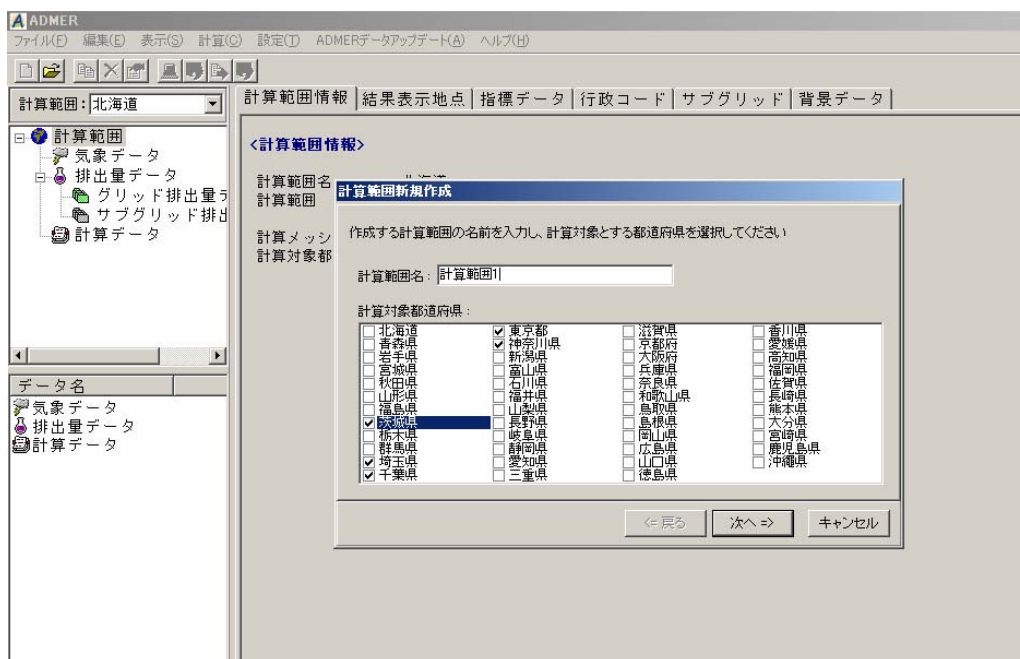 ADMER
ファイル(F) 編集(E) 表示(S) 計算(C) 設定(T) ADMERデータアップデート(A) ヘルプ(H)
計算範囲: 北海道
計算範囲
気象データ
排出量データ
グリッド排出量
サブグリッド排出
計算データ
データ名
気象データ
排出量データ
計算データ
計算範囲情報 結果表示地点 指標データ 行政コード サブグリッド 背景データ
<計算範囲情報>
計算範囲名
計算範囲
計算メッシ
計算対象都
計算範囲新規作成
作成する計算範囲の名前を入力し、計算対象とする都道府県を選択してください
計算範囲名: 計算範囲1
計算対象都道府県:
北海道 東京都 滋賀県 香川県
青森県 神奈川県 京都府 愛媛県
岩手県 新潟県 大阪府 高知県
宮城県 富山県 兵庫県 福岡県
秋田県 石川県 奈良県 佐賀県
山形県 福井県 和歌山県 長崎県
福島県 山梨県 鳥取県 熊本県
茨城県 長野県 島根県 大分県
栃木県 岐阜県 岡山県 宮崎県
群馬県 静岡県 広島県 鹿児島県
埼玉県 愛知県 山口県 沖縄県
千葉県 三重県 徳島県
<= 戻る 次へ => キャンセル